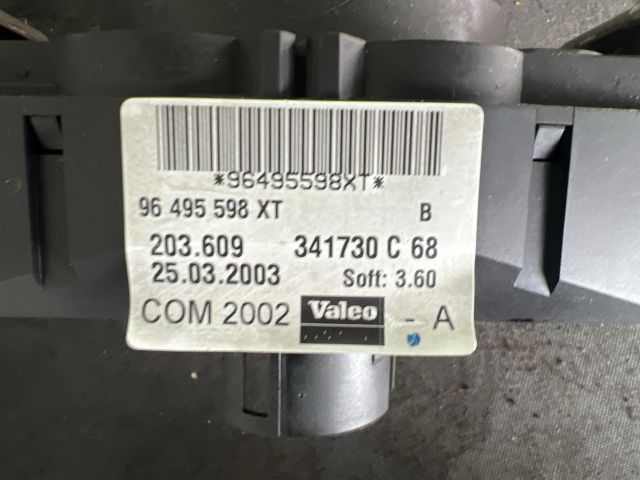 *96495598XT*
96 495 598 XT B
203.609 341730 C 68
25.03.2003 Soft: 3.60
COM 2002 Valeo - A